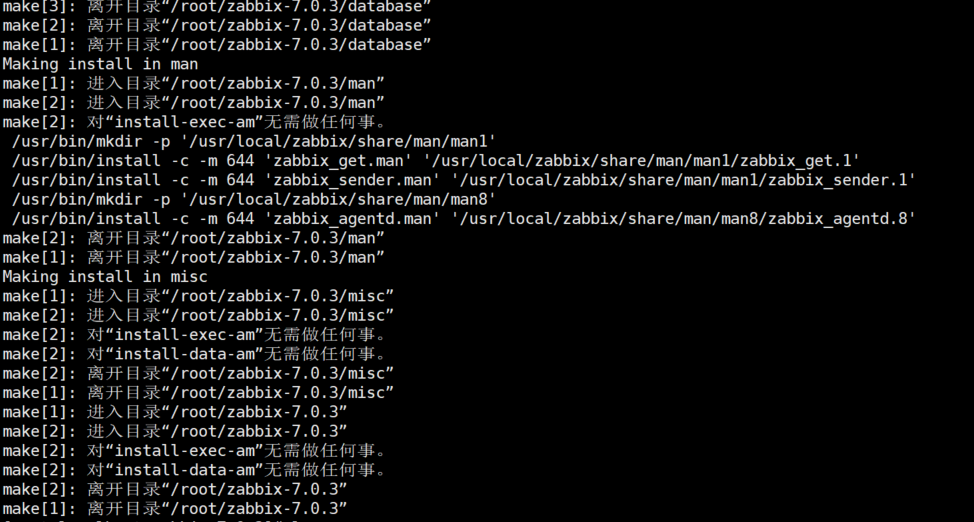 make[3]: 离开目录“/root/zabbix-7.0.3/database”
make[2]: 离开目录“/root/zabbix-7.0.3/database”
make[1]: 离开目录“/root/zabbix-7.0.3/database”
Making install in man
make[1]: 进入目录“/root/zabbix-7.0.3/man”
make[2]: 进入目录“/root/zabbix-7.0.3/man”
make[2]: 对“install-exec-am”无需做任何事。
 /usr/bin/mkdir -p '/usr/local/zabbix/share/man/man1'
 /usr/bin/install -c -m 644 'zabbix_get.man' '/usr/local/zabbix/share/man/man1/zabbix_get.1'
 /usr/bin/install -c -m 644 'zabbix_sender.man' '/usr/local/zabbix/share/man/man1/zabbix_sender.1'
 /usr/bin/mkdir -p '/usr/local/zabbix/share/man/man8'
 /usr/bin/install -c -m 644 'zabbix_agentd.man' '/usr/local/zabbix/share/man/man8/zabbix_agentd.8'
make[2]: 离开目录“/root/zabbix-7.0.3/man”
make[1]: 离开目录“/root/zabbix-7.0.3/man”
Making install in misc
make[1]: 进入目录“/root/zabbix-7.0.3/misc”
make[2]: 进入目录“/root/zabbix-7.0.3/misc”
make[2]: 对“install-exec-am”无需做任何事。
make[2]: 对“install-data-am”无需做任何事。
make[2]: 离开目录“/root/zabbix-7.0.3/misc”
make[1]: 离开目录“/root/zabbix-7.0.3/misc”
make[1]: 进入目录“/root/zabbix-7.0.3”
make[2]: 进入目录“/root/zabbix-7.0.3”
make[2]: 对“install-exec-am”无需做任何事。
make[2]: 对“install-data-am”无需做任何事。
make[2]: 离开目录“/root/zabbix-7.0.3”
make[1]: 离开目录“/root/zabbix-7.0.3”